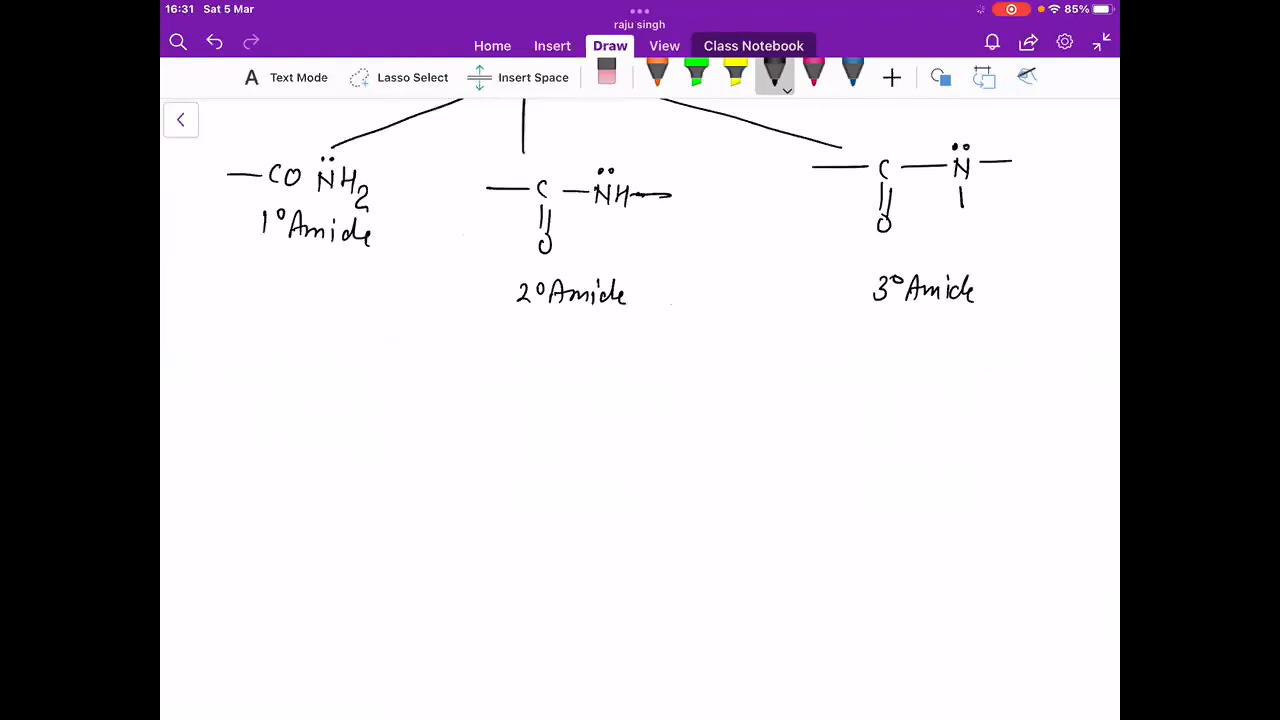 16:31 Sat 5 Mar
85%
raju singh
Home Insert Draw View Class Notebook
A Text Mode Lasso Select Insert Space
— CO N̈H₂
1° Amide
— C — N̈H —
O
2° Amide
— C — N̈ —
O
3° Amide